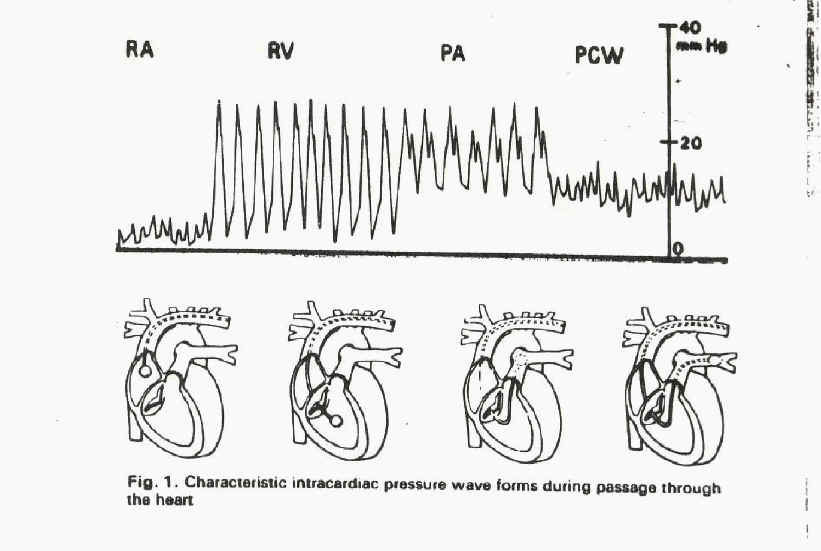 RA RV PA PCW
40
mm Hg
20
0
Fig. 1. Characteristic intracardiac pressure wave forms during passage through
the heart